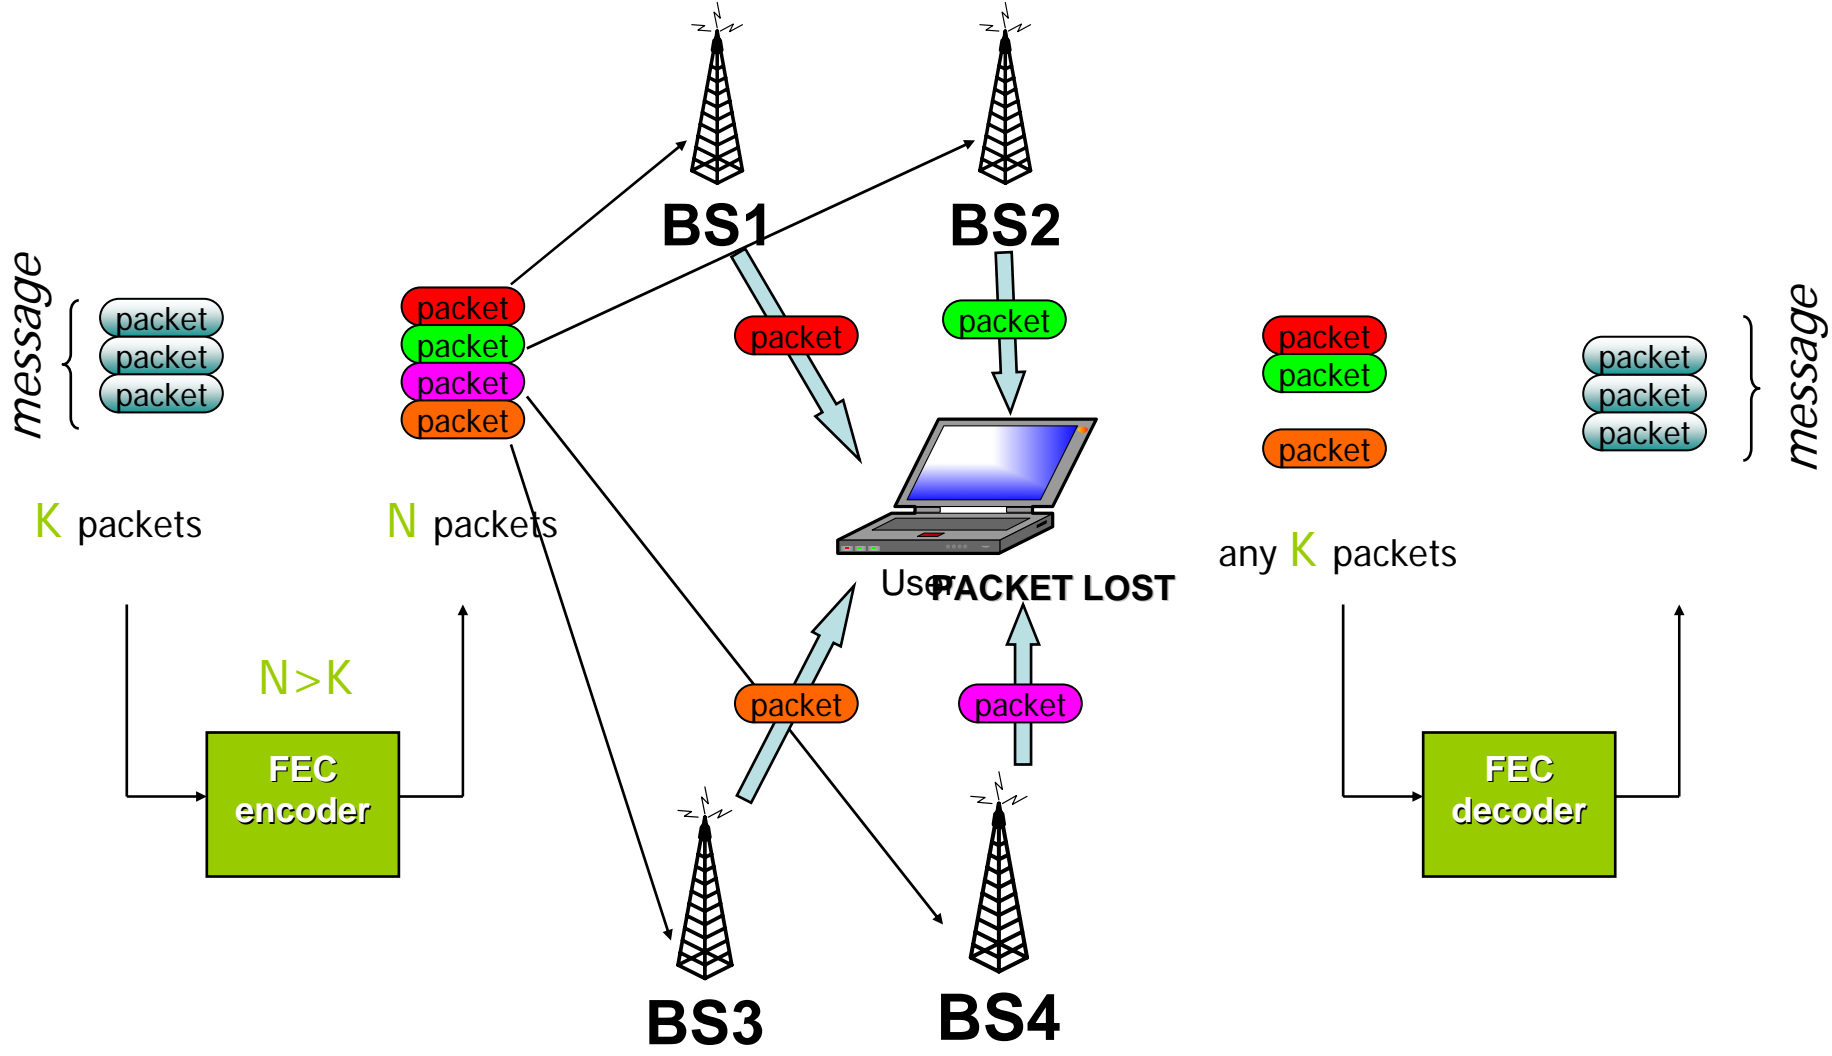 BS1
BS2
message
packet
packet
packet
K packets
packet
packet
packet
packet
N packets
N>K
FEC
encoder
packet
packet
User
PACKET LOST
packet
packet
BS3
BS4
packet
packet
packet
any K packets
FEC
decoder
packet
packet
packet
message